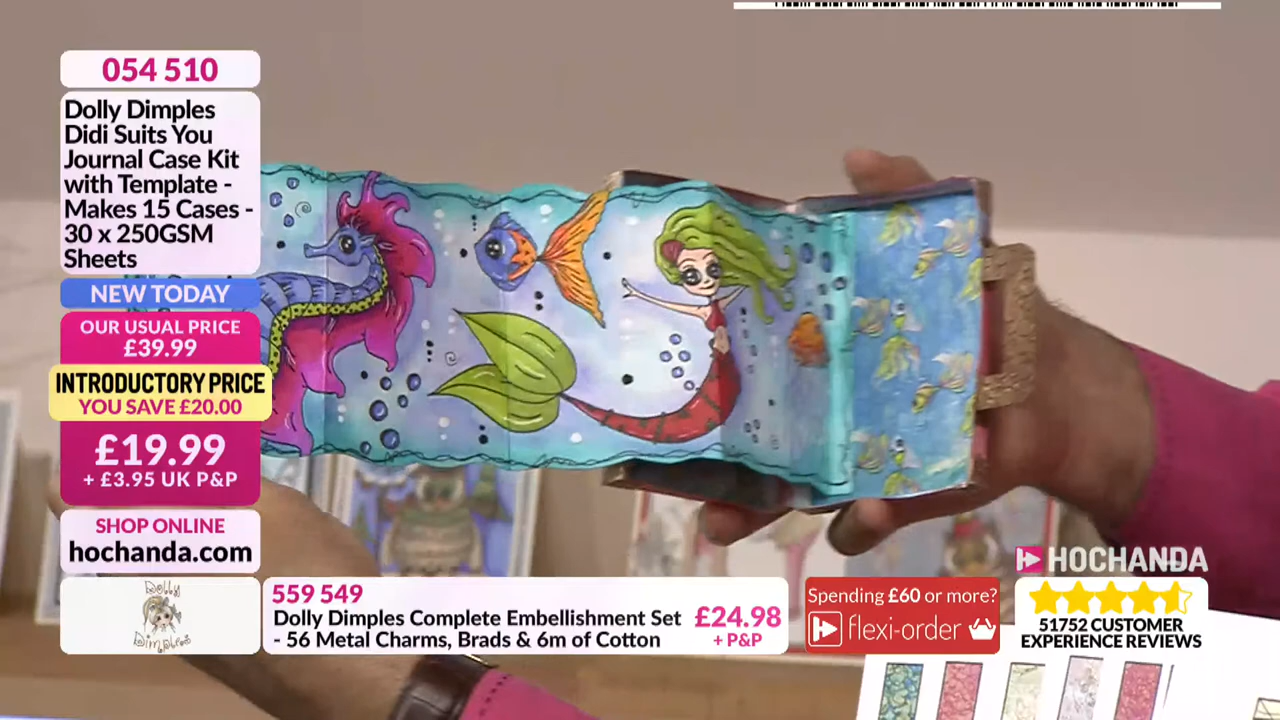 054 510
Dolly Dimples
Didi Suits You
Journal Case Kit
with Template -
Makes 15 Cases -
30 x 250GSM
Sheets
NEW TODAY
OUR USUAL PRICE
£39.99
INTRODUCTORY PRICE
YOU SAVE £20.00
£19.99
+ £3.95 UK P&P
SHOP ONLINE
hochanda.com
Dolly
Dimples
559 549
Dolly Dimples Complete Embellishment Set
- 56 Metal Charms, Brads & 6m of Cotton
£24.98
+ P&P
Spending £60 or more?
flexi-order
HOCHANDA
51752 CUSTOMER
EXPERIENCE REVIEWS